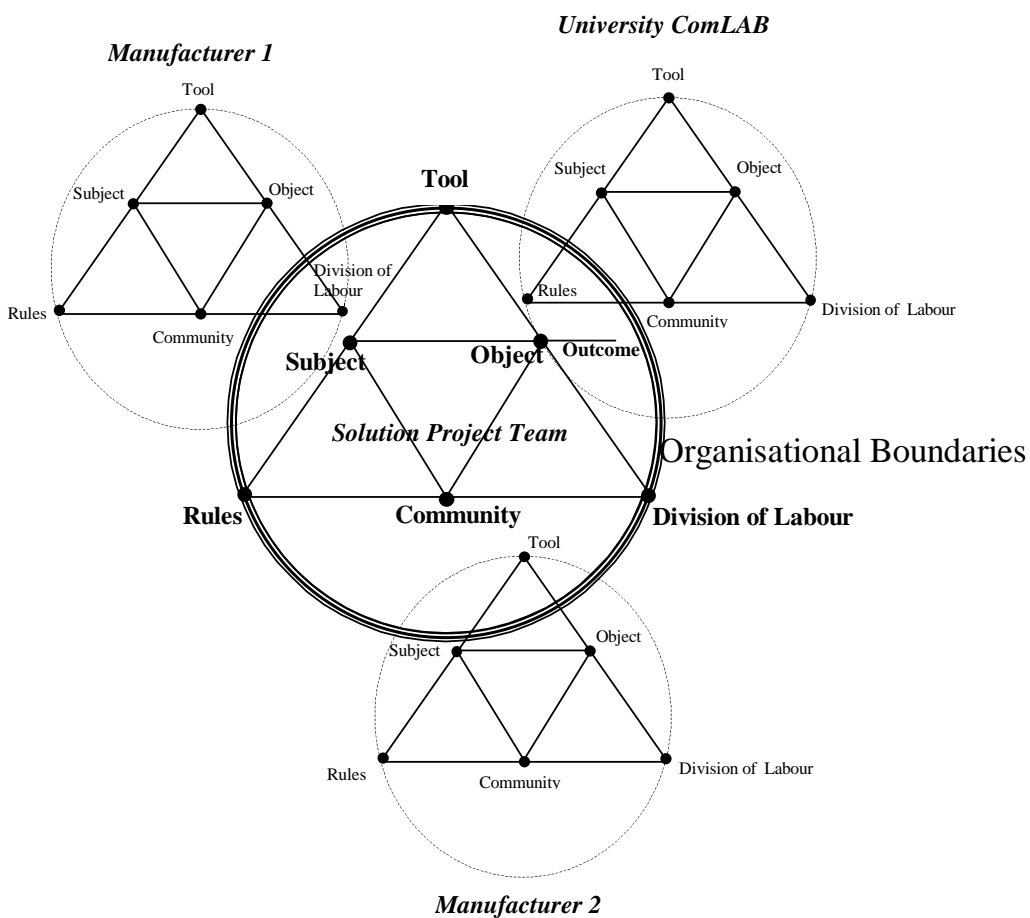 University ComLAB
Manufacturer 1
Tool
Tool
Subject
Object
Tool
Subject
Object
Division of
Labour
Rules
Community
Rules
Community
Division of Labour
Subject
Object
Outcome
Solution Project Team
Organisational Boundaries
Rules
Community
Division of Labour
Tool
Subject
Object
Rules
Community
Division of Labour
Manufacturer 2